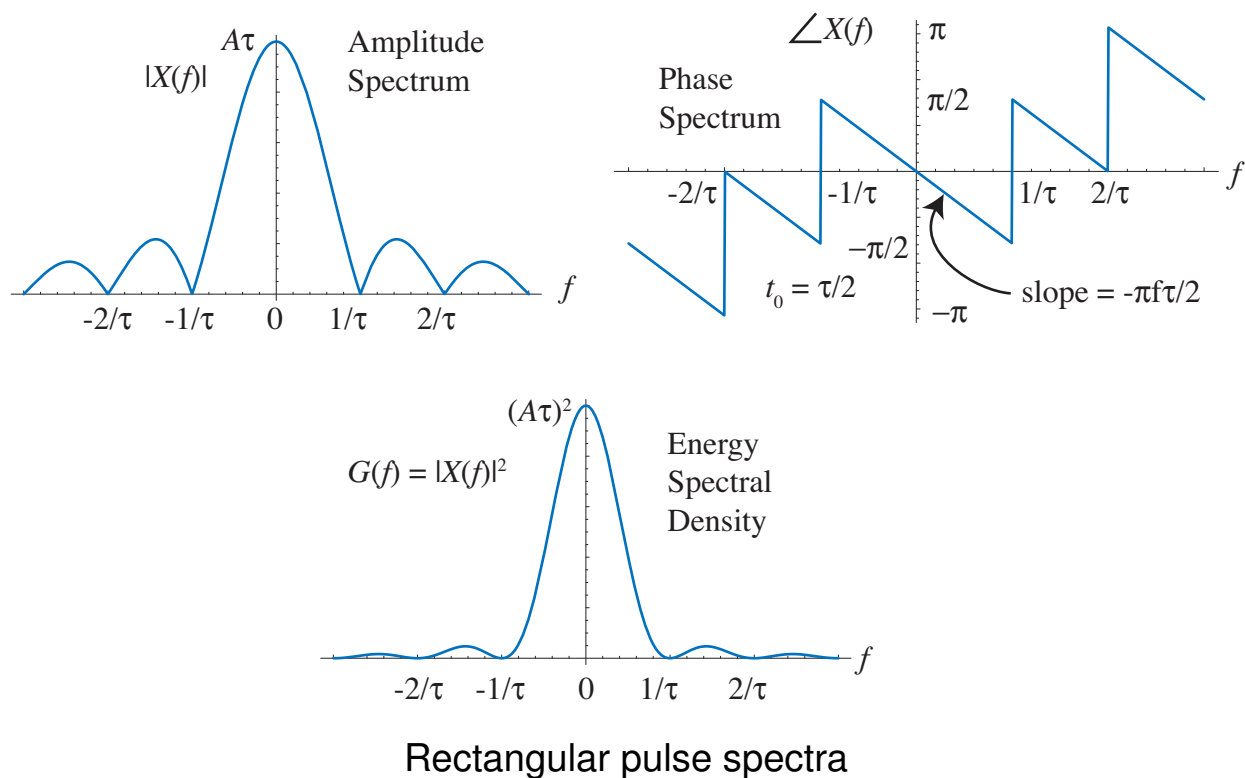 Aτ
Amplitude
Spectrum
|X(f)|
f
-2/τ -1/τ 0 1/τ 2/τ
∠X(f)
π
Phase
Spectrum
π/2
f
-2/τ -1/τ 1/τ 2/τ
−π/2
t₀ = τ/2
slope = -πfτ/2
−π
(Aτ)²
G(f) = |X(f)|²
Energy
Spectral
Density
f
-2/τ -1/τ 0 1/τ 2/τ
Rectangular pulse spectra